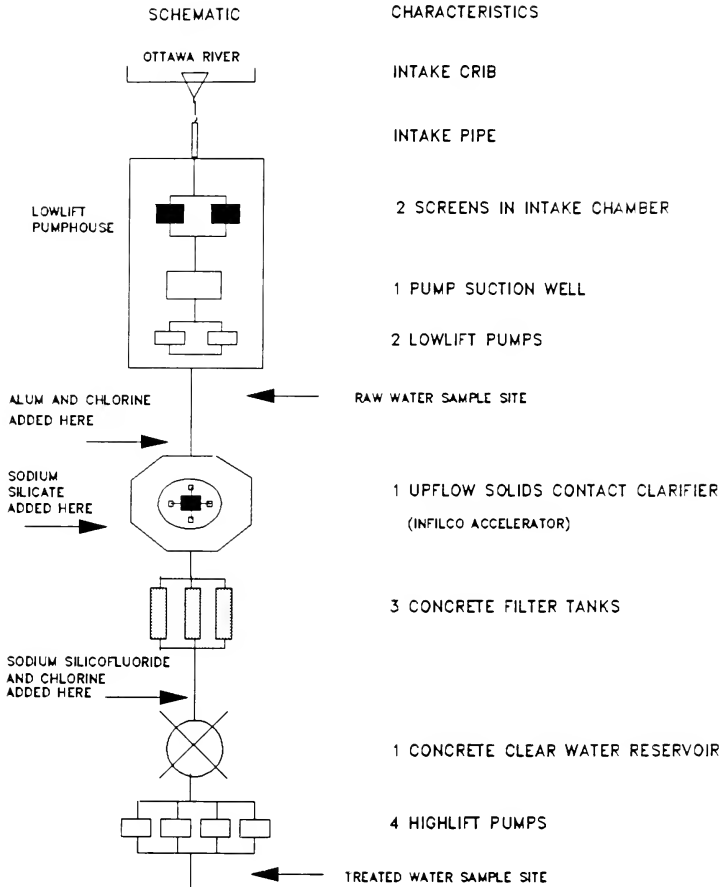 SCHEMATIC
CHARACTERISTICS
OTTAWA RIVER
INTAKE CRIB
INTAKE PIPE
LOWLIFT
PUMPHOUSE
2 SCREENS IN INTAKE CHAMBER
1 PUMP SUCTION WELL
2 LOWLIFT PUMPS
ALUM AND CHLORINE
ADDED HERE
RAW WATER SAMPLE SITE
SODIUM
SILICATE
ADDED HERE
1 UPFLOW SOLIDS CONTACT CLARIFIER
(INFILCO ACCELERATOR)
3 CONCRETE FILTER TANKS
SODIUM SILICOFLUORIDE
AND CHLORINE
ADDED HERE
1 CONCRETE CLEAR WATER RESERVOIR
4 HIGHLIFT PUMPS
TREATED WATER SAMPLE SITE